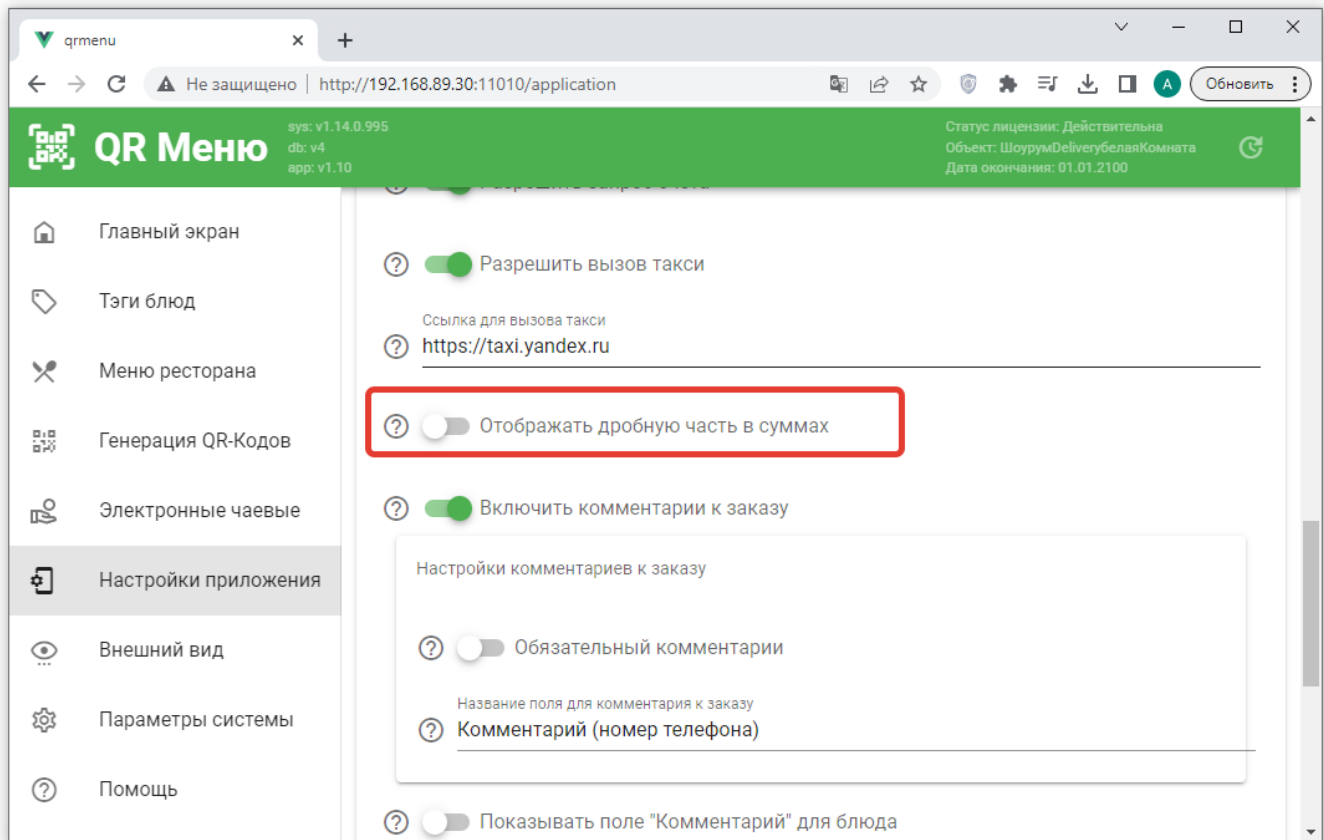 qrmenu
Не защищено http://192.168.89.30:11010/application
A
Обновить
QR Меню
sys: v1.14.0.995
db: v4
app: v1.10
Статус лицензии: Действительна
Объект: ШоурумDeliveryбелаяКомната
Дата окончания: 01.01.2100
Главный экран
Тэги блюд
Меню ресторана
Генерация QR-Кодов
Электронные чаевые
Настройки приложения
Внешний вид
Параметры системы
Помощь
Разрешить вызов такси
Ссылка для вызова такси
https://taxi.yandex.ru
Отображать дробную часть в суммах
Включить комментарии к заказу
Настройки комментариев к заказу
Обязательный комментарии
Название поля для комментария к заказу
Комментарий (номер телефона)
Показывать поле "Комментарий" для блюда